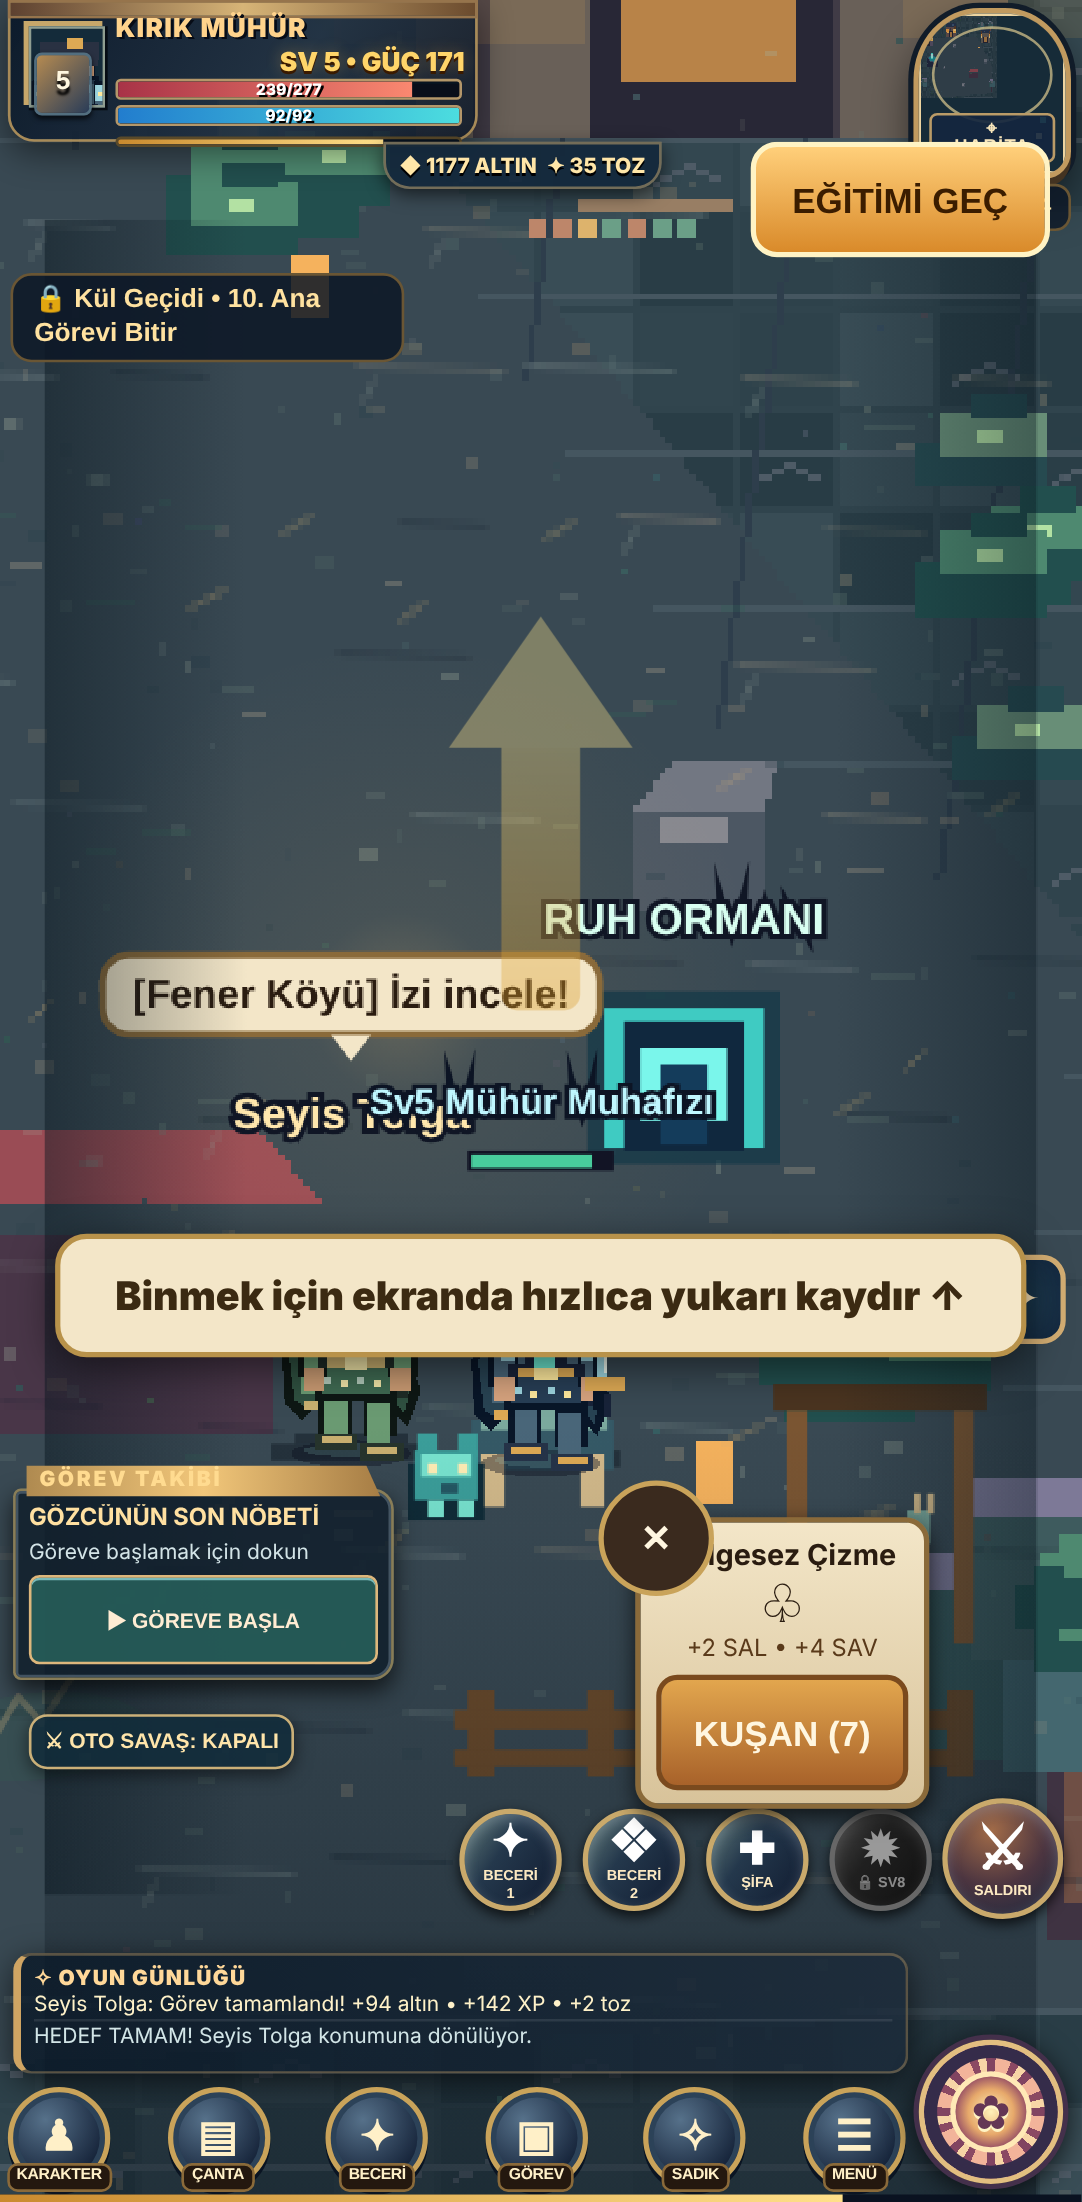 KIRIK MÜHÜR
5
SV 5 • GÜÇ 171
239/277
92/92
◆ 1177 ALTIN ✦ 35 TOZ
EĞİTİMİ GEÇ
🔒 Kül Geçidi • 10. Ana
Görevi Bitir
RUH ORMANI
[Fener Köyü] İzi incele!
Seyis Tolga
Sv5 Mühür Muhafızı
Binmek için ekranda hızlıca yukarı kaydır ↑
GÖREV TAKİBİ
GÖZCÜNÜN SON NÖBETİ
Göreve başlamak için dokun
▶ GÖREVE BAŞLA
×
Çizme
+2 SAL • +4 SAV
KUŞAN (7)
⚔ OTO SAVAŞ: KAPALI
BECERİ
1
BECERİ
2
ŞİFA
🔒 SV8
SALDIRI
✧ OYUN GÜNLÜĞÜ
Seyis Tolga: Görev tamamlandı! +94 altın • +142 XP • +2 toz
HEDEF TAMAM! Seyis Tolga konumuna dönülüyor.
KARAKTER
ÇANTA
BECERİ
GÖREV
SADIK
MENÜ